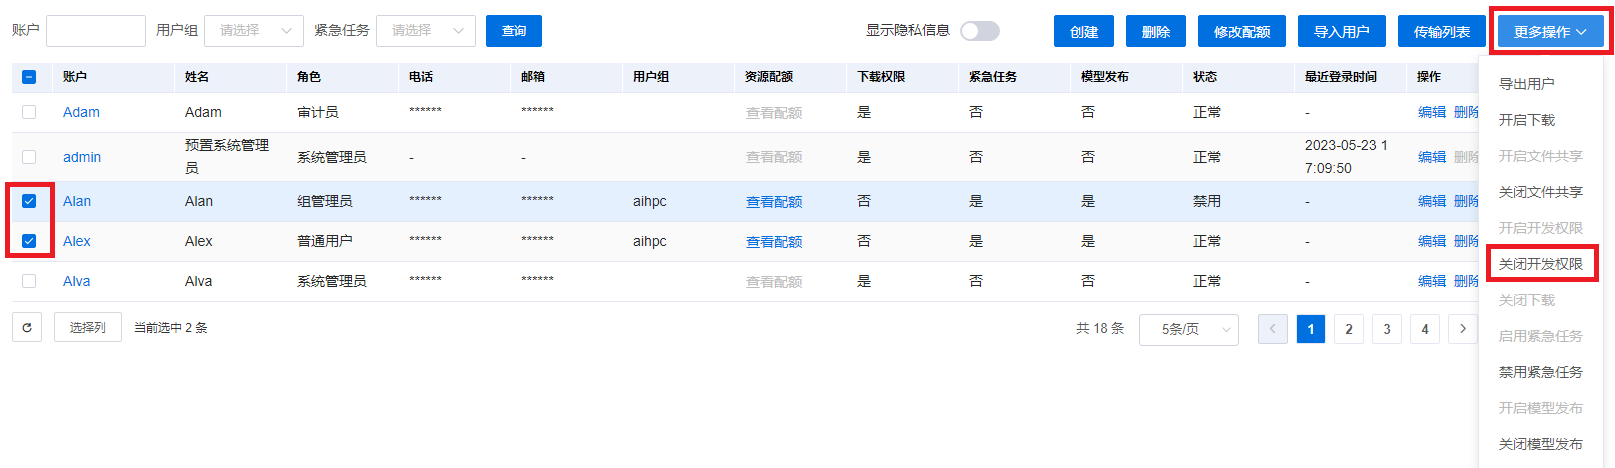 账户 用户组 请选择 紧急任务 请选择 查询 显示隐私信息 创建 删除 修改配额 导入用户 传输列表 更多操作
账户 姓名 角色 电话 邮箱 用户组 资源配额 下载权限 紧急任务 模型发布 状态 最近登录时间 操作
Adam Adam 审计员 ****** ****** 查看配额 是 否 否 正常 - 编辑 删除
admin 预置系统管理员 系统管理员 - - 查看配额 是 否 否 正常 2023-05-23 17:09:50 编辑 删除
Alan Alan 组管理员 ****** ****** aihpc 查看配额 否 是 是 禁用 - 编辑 删除
Alex Alex 普通用户 ****** ****** aihpc 查看配额 否 是 是 正常 - 编辑 删除
Alva Alva 系统管理员 ****** ****** 查看配额 是 否 否 正常 - 编辑 删除
选择列 当前选中 2 条 共 18 条 5条/页 1 2 3 4
导出用户
开启下载
开启文件共享
关闭文件共享
开启开发权限
关闭开发权限
关闭下载
启用紧急任务
禁用紧急任务
开启模型发布
关闭模型发布